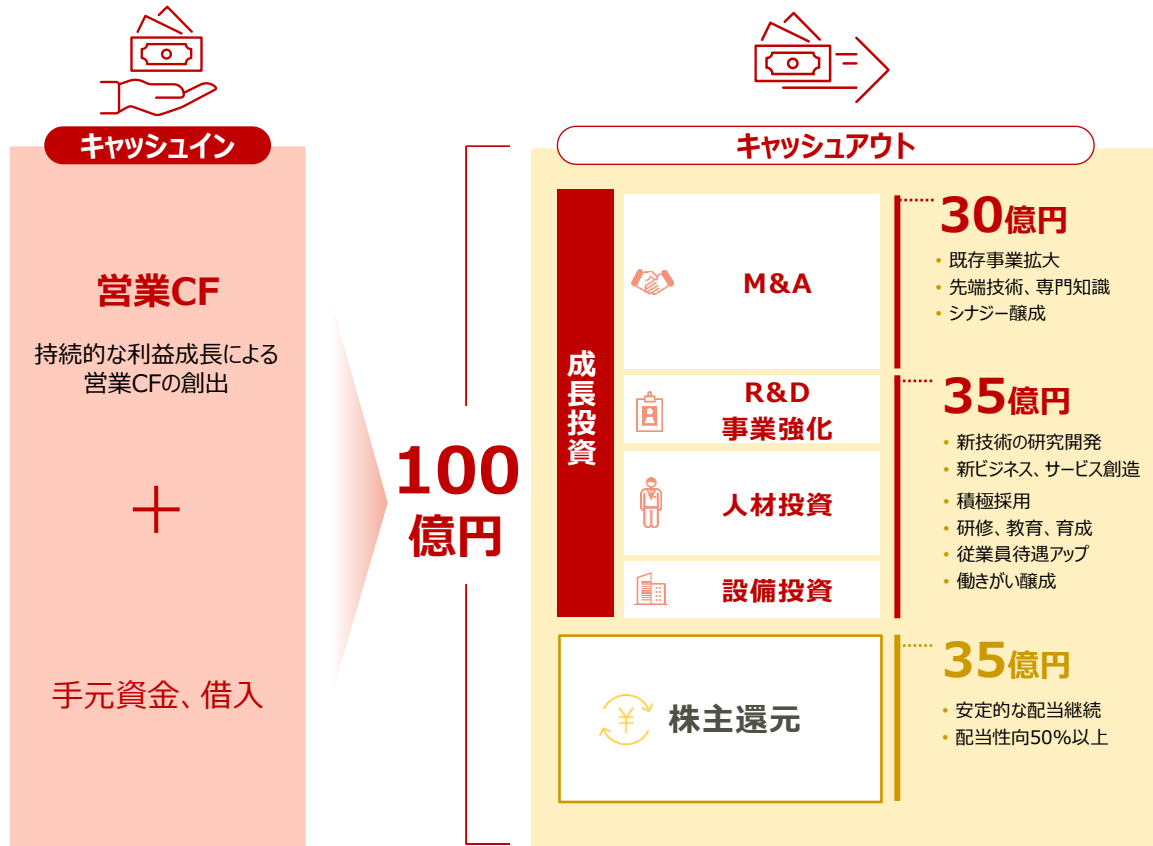 キャッシュイン
営業CF
持続的な利益成長による
営業CFの創出
＋
手元資金、借入
100
億円
キャッシュアウト
成長投資
M&A
30億円
• 既存事業拡大
• 先端技術、専門知識
• シナジー醸成
R&D
事業強化
人材投資
設備投資
35億円
• 新技術の研究開発
• 新ビジネス、サービス創造
• 積極採用
• 研修、教育、育成
• 従業員待遇アップ
• 働きがい醸成
¥
株主還元
35億円
• 安定的な配当継続
• 配当性向50%以上